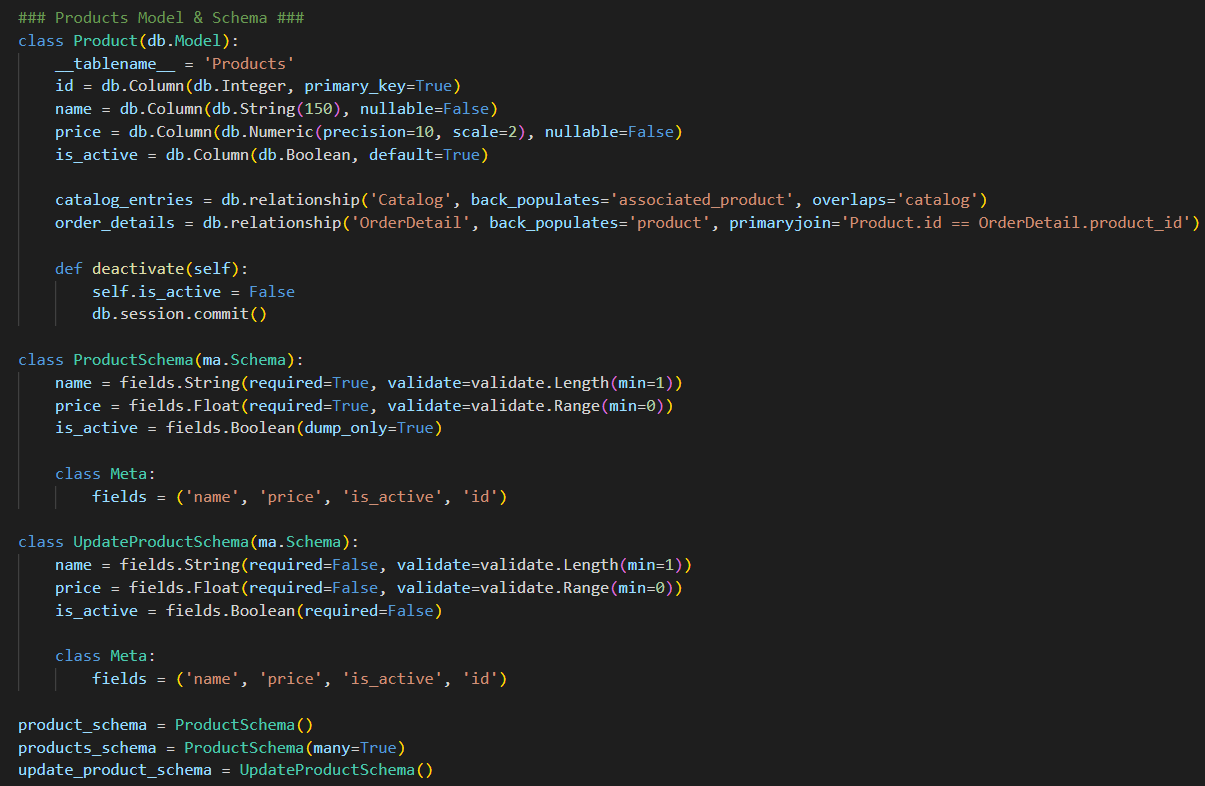 ### Products Model & Schema ###
class Product(db.Model):
    __tablename__ = 'Products'
    id = db.Column(db.Integer, primary_key=True)
    name = db.Column(db.String(150), nullable=False)
    price = db.Column(db.Numeric(precision=10, scale=2), nullable=False)
    is_active = db.Column(db.Boolean, default=True)

    catalog_entries = db.relationship('Catalog', back_populates='associated_product', overlaps='catalog')
    order_details = db.relationship('OrderDetail', back_populates='product', primaryjoin='Product.id == OrderDetail.product_id')

    def deactivate(self):
        self.is_active = False
        db.session.commit()

class ProductSchema(ma.Schema):
    name = fields.String(required=True, validate=validate.Length(min=1))
    price = fields.Float(required=True, validate=validate.Range(min=0))
    is_active = fields.Boolean(dump_only=True)

    class Meta:
        fields = ('name', 'price', 'is_active', 'id')

class UpdateProductSchema(ma.Schema):
    name = fields.String(required=False, validate=validate.Length(min=1))
    price = fields.Float(required=False, validate=validate.Range(min=0))
    is_active = fields.Boolean(required=False)

    class Meta:
        fields = ('name', 'price', 'is_active', 'id')

product_schema = ProductSchema()
products_schema = ProductSchema(many=True)
update_product_schema = UpdateProductSchema()